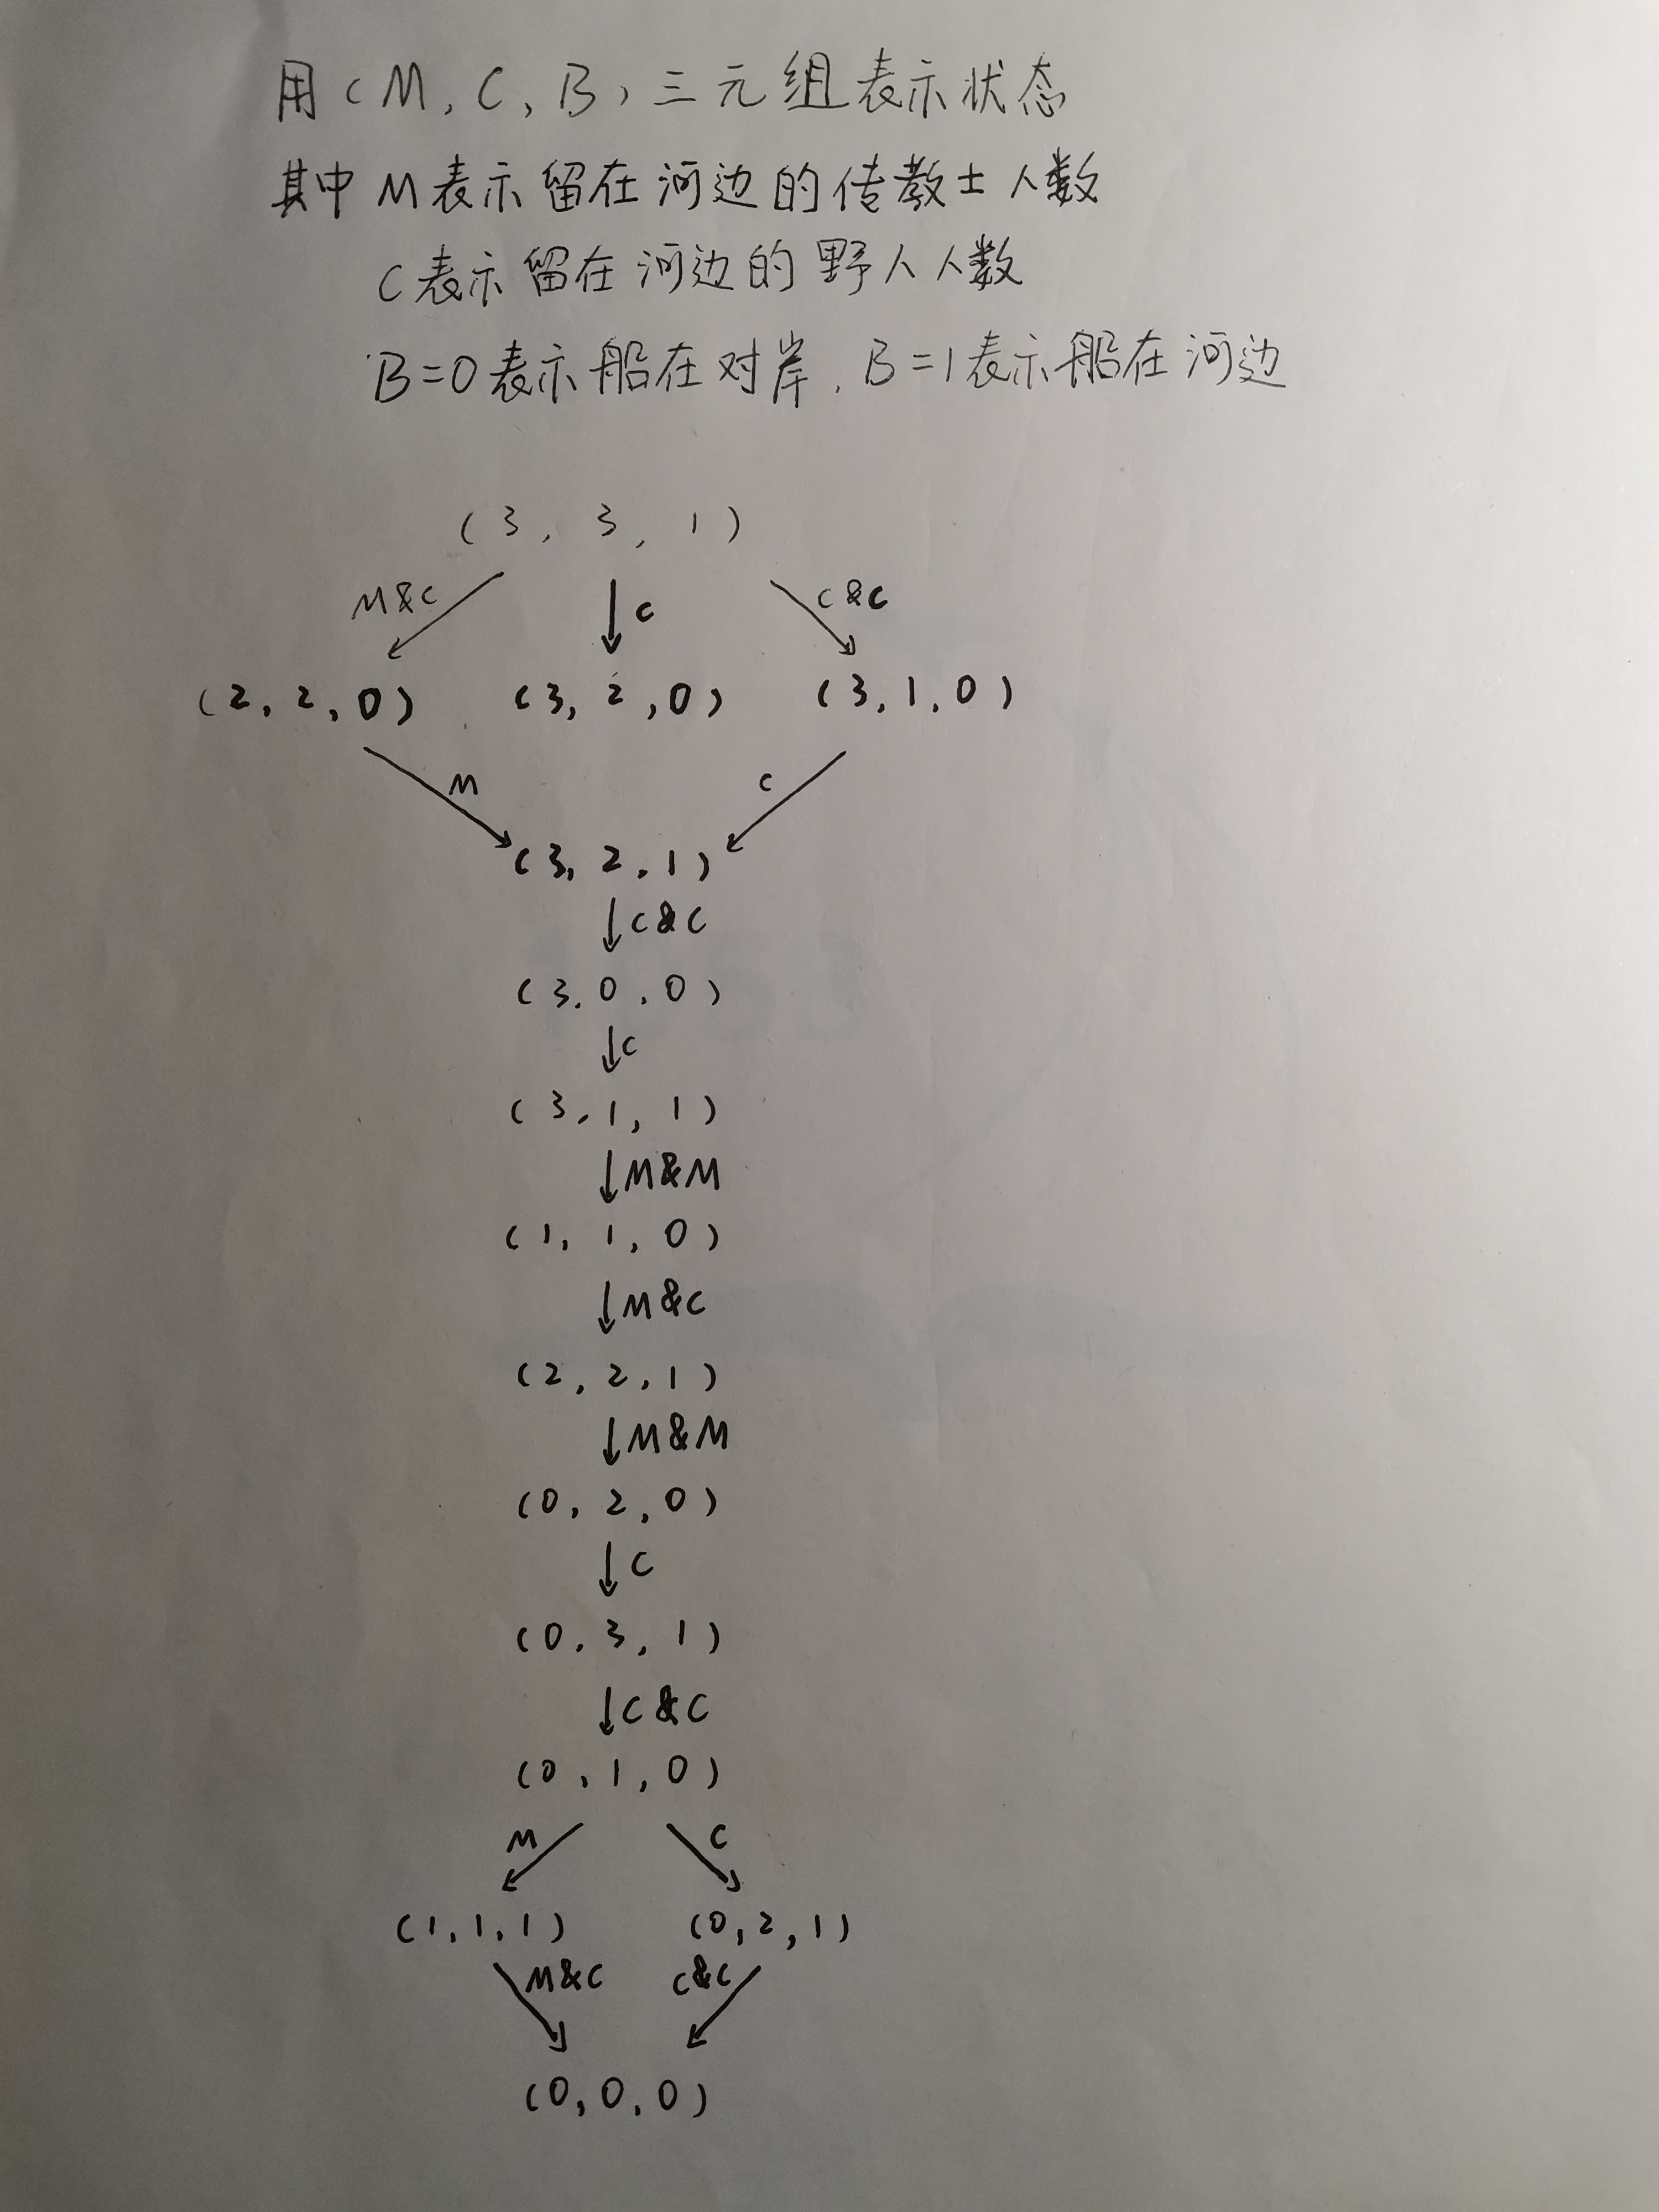 用(M,C,B)三元组表示状态
其中M表示留在河边的传教士人数
C表示留在河边的野人人数
B=0表示船在对岸,B=1表示船在河边
(3,3,1)
M&C C C&C
(2,2,0) (3,2,0) (3,1,0)
M C
(3,2,1)
C&C
(3,0,0)
C
(3,1,1)
M&M
(1,1,0)
M&C
(2,2,1)
M&M
(0,2,0)
C
(0,3,1)
C&C
(0,1,0)
M C
(1,1,1) (0,2,1)
M&C C&C
(0,0,0)